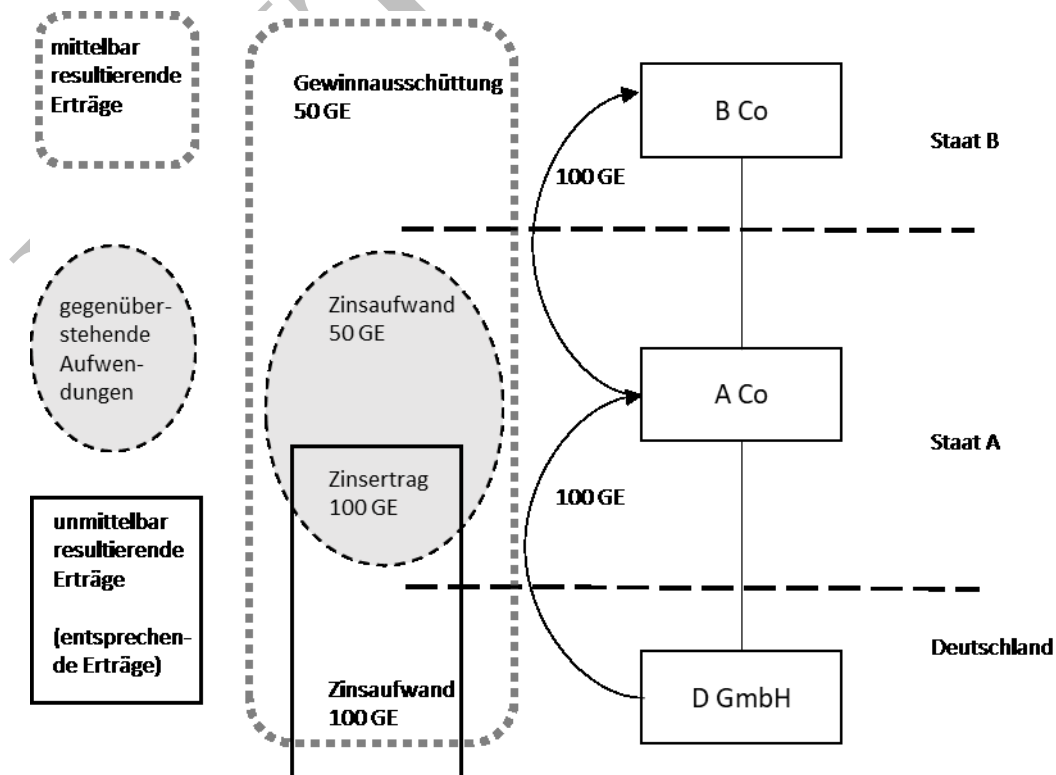 mittelbar
resultierende
Erträge
gegenüber-
stehende
Aufwen-
dungen
unmittelbar
resultierende
Erträge
(entsprechen-
de Erträge)
Gewinnausschüttung
50 GE
Zinsaufwand
50 GE
Zinsertrag
100 GE
Zinsaufwand
100 GE
B Co
Staat B
100 GE
A Co
Staat A
100 GE
Deutschland
D GmbH